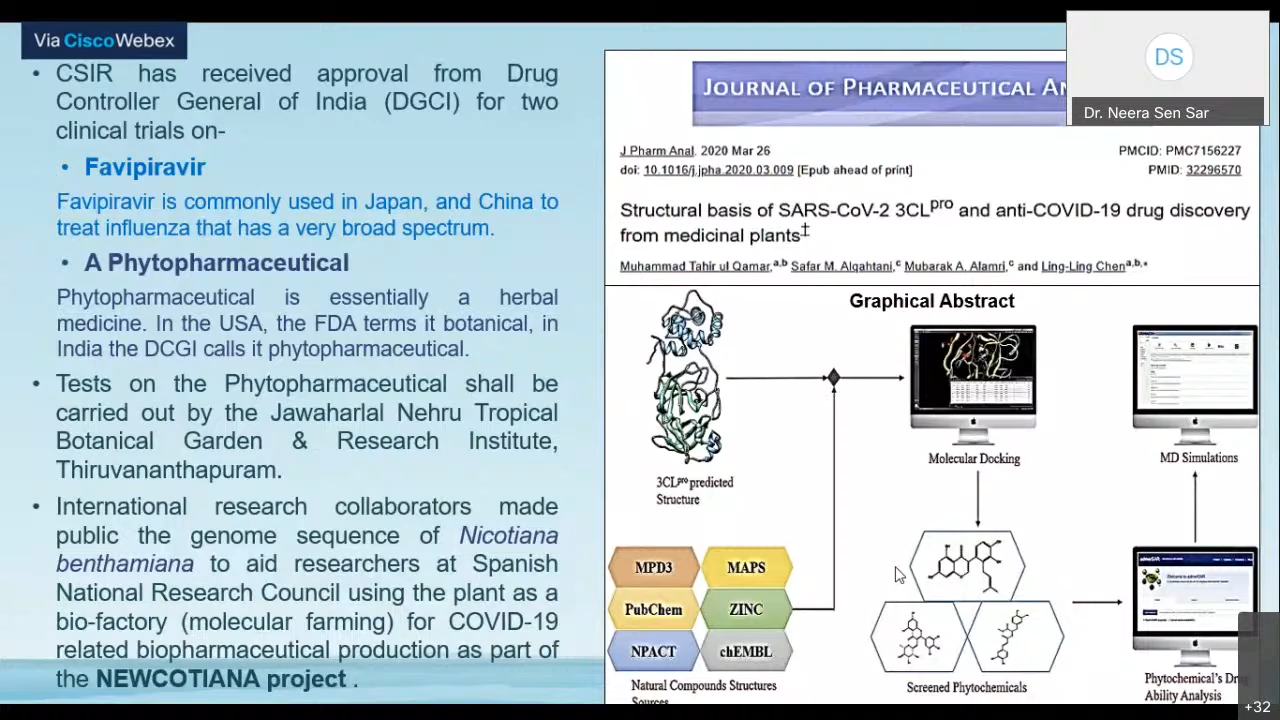 Via CiscoWebex
• CSIR has received approval from Drug
Controller General of India (DGCI) for two
clinical trials on-
• Favipiravir
Favipiravir is commonly used in Japan, and China to
treat influenza that has a very broad spectrum.
• A Phytopharmaceutical
Phytopharmaceutical is essentially a herbal
medicine. In the USA, the FDA terms it botanical, in
India the DCGI calls it phytopharmaceutical.
• Tests on the Phytopharmaceutical shall be
carried out by the Jawaharlal Nehru Tropical
Botanical Garden & Research Institute,
Thiruvananthapuram.
• International research collaborators made
public the genome sequence of Nicotiana
benthamiana to aid researchers at Spanish
National Research Council using the plant as a
bio-factory (molecular farming) for COVID-19
related biopharmaceutical production as part of
the NEWCOTIANA project .
JOURNAL OF PHARMACEUTICAL AN
DS
Dr. Neera Sen Sar
J Pharm Anal. 2020 Mar 26
PMCID: PMC7156227
doi: 10.1016/j.jpha.2020.03.009 [Epub ahead of print]
PMID: 32296570
Structural basis of SARS-CoV-2 3CLpro and anti-COVID-19 drug discovery
from medicinal plants‡
Muhammad Tahir ul Qamar,a,b Safar M. Alqahtani,c Mubarak A. Alamri,c and Ling-Ling Chena,b,*
Graphical Abstract
3CLpro predicted
Structure
Molecular Docking
MD Simulations
MPD3
MAPS
PubChem
ZINC
NPACT
chEMBL
Natural Compounds Structures
Sources
Screened Phytochemicals
Phytochemical's Dru
Ability Analysis
+32